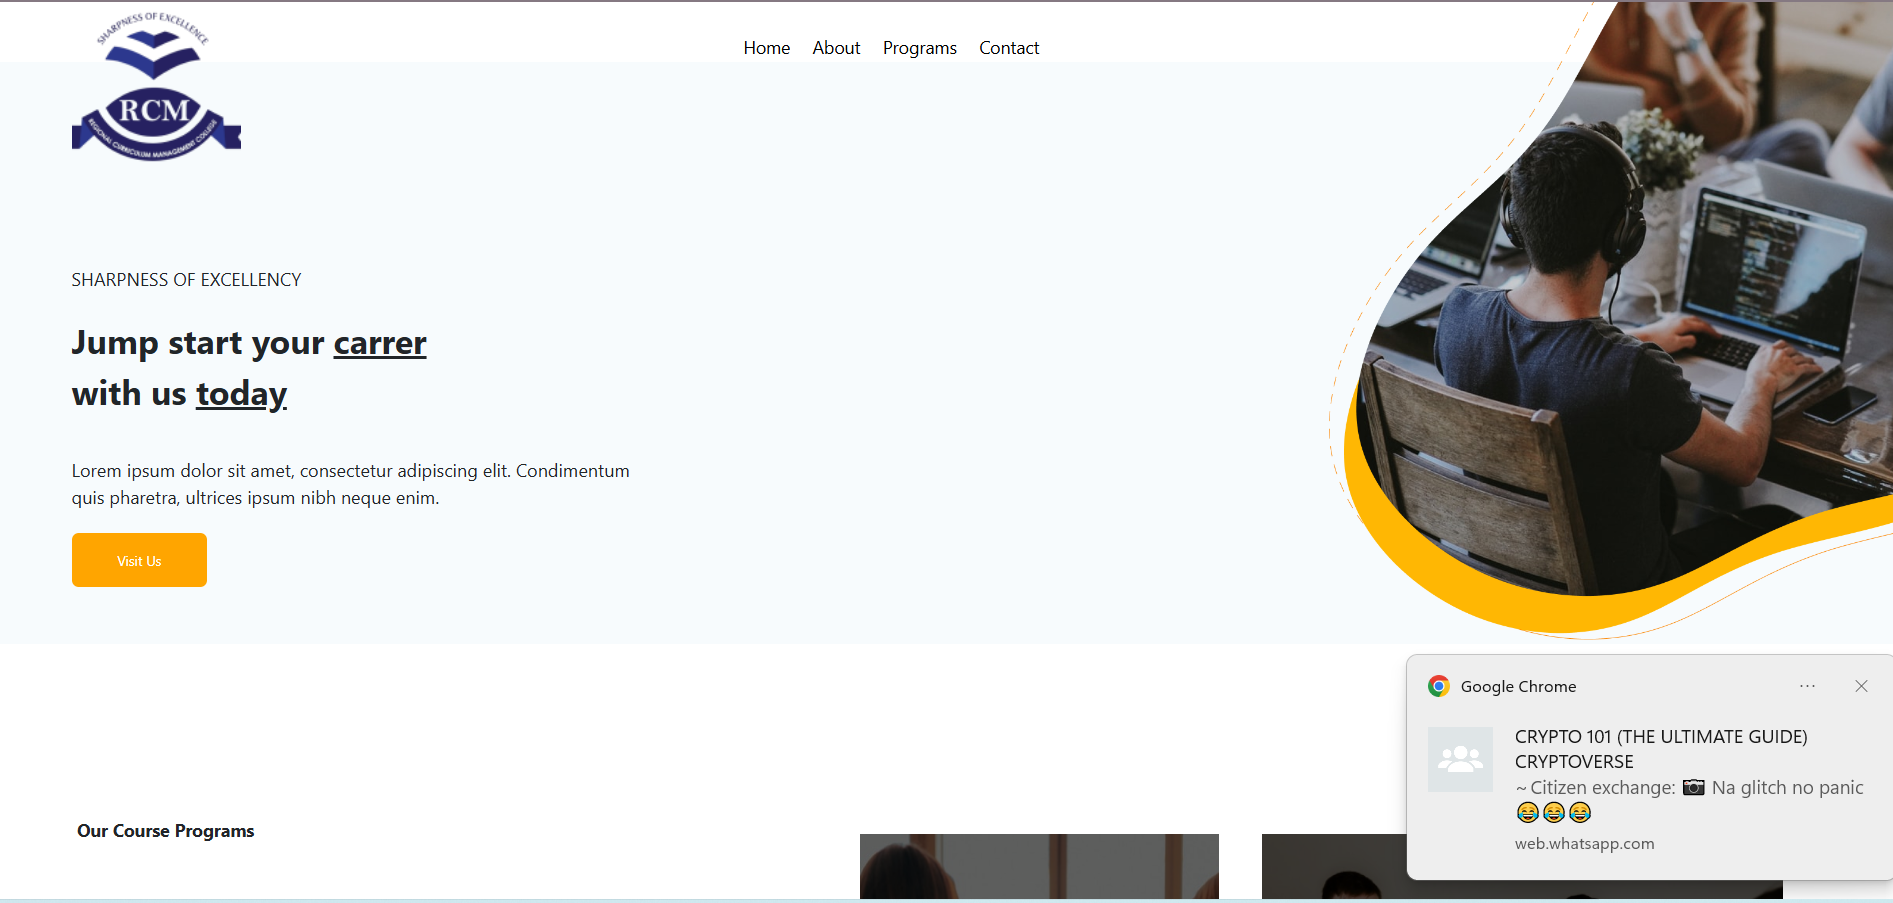 SHARPNESS OF EXCELLENCE
RCM
REGIONAL CURRICULUM MANAGEMENT COLLEGE
Home About Programs Contact
SHARPNESS OF EXCELLENCY
Jump start your carrer
with us today
Lorem ipsum dolor sit amet, consectetur adipiscing elit. Condimentum
quis pharetra, ultrices ipsum nibh neque enim.
Visit Us
Our Course Programs
Google Chrome
CRYPTO 101 (THE ULTIMATE GUIDE)
CRYPTOVERSE
~ Citizen exchange: 📷 Na glitch no panic
😂😂😂
web.whatsapp.com